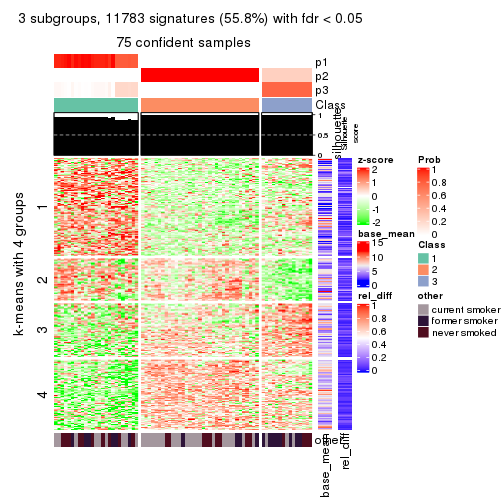 3 subgroups, 11783 signatures (55.8%) with fdr < 0.05
75 confident samples
p1
p2
p3
Class
1
0.5
0
silhouette
score
silhouette
k-means with 4 groups
1
2
3
4
z-score
2
1
0
-1
-2
base_mean
15
10
5
0
rel_diff
1
0.8
0.6
0.4
0.2
0
Prob
1
0.8
0.6
0.4
0.2
0
Class
1
2
3
other
current smoker
former smoker
never smoked
other
base_mean
rel_diff